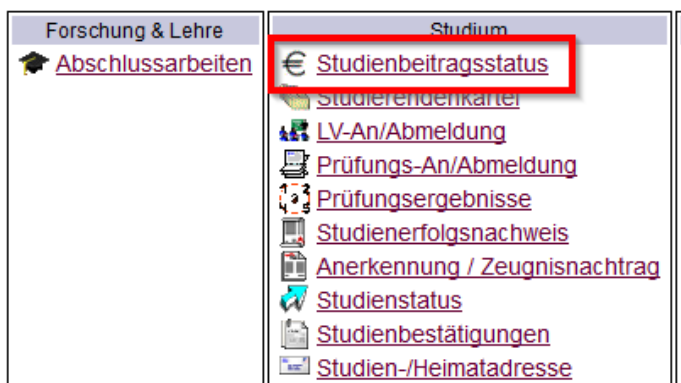 Forschung & Lehre
Abschlussarbeiten
Studium
Studienbeitragsstatus
Studierendenkartei
LV-An/Abmeldung
Prüfungs-An/Abmeldung
Prüfungsergebnisse
Studienerfolgsnachweis
Anerkennung / Zeugnisnachtrag
Studienstatus
Studienbestätigungen
Studien-/Heimatadresse